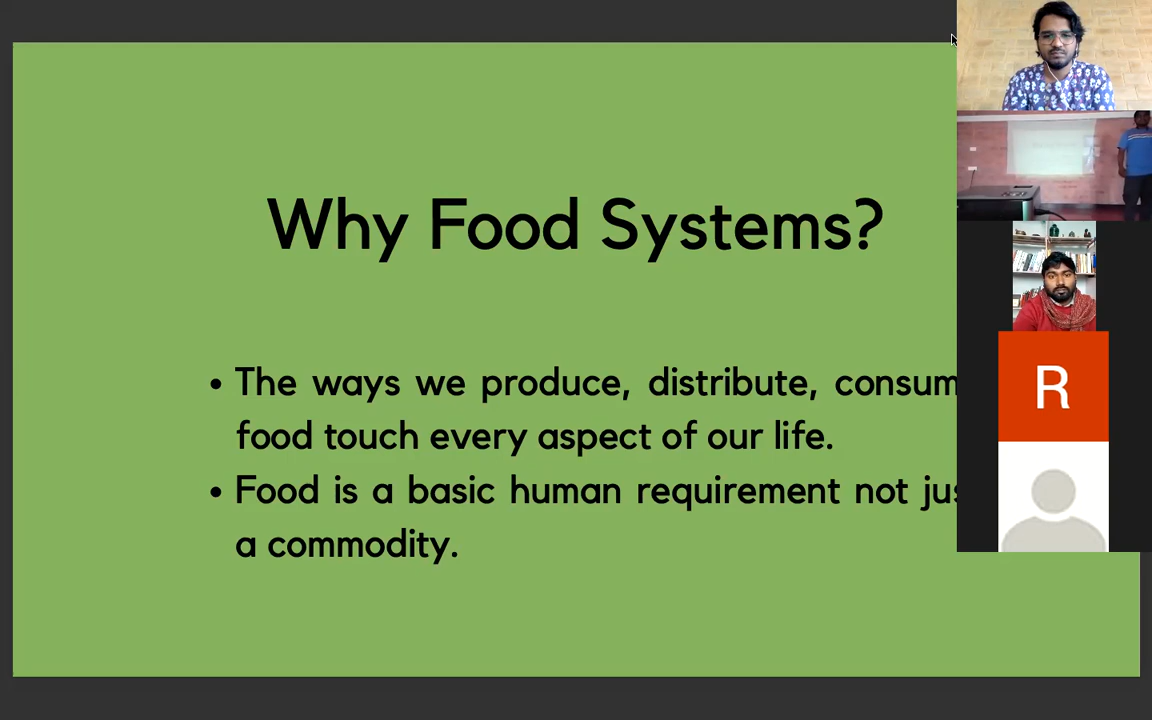 Why Food Systems?
• The ways we produce, distribute, consum
food touch every aspect of our life.
• Food is a basic human requirement not jus
a commodity.
R